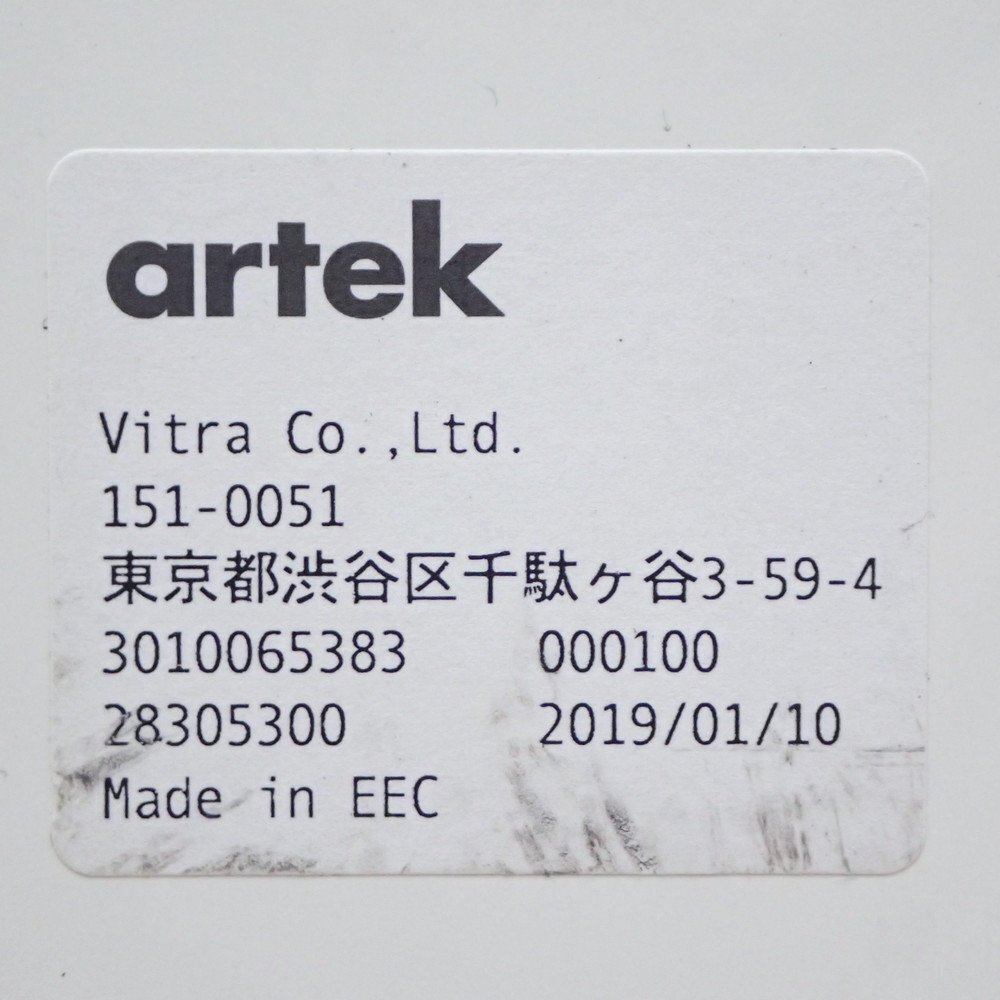 artek
Vitra Co.,Ltd.
151-0051
東京都渋谷区千駄ヶ谷3-59-4
3010065383 000100
28305300 2019/01/10
Made in EEC